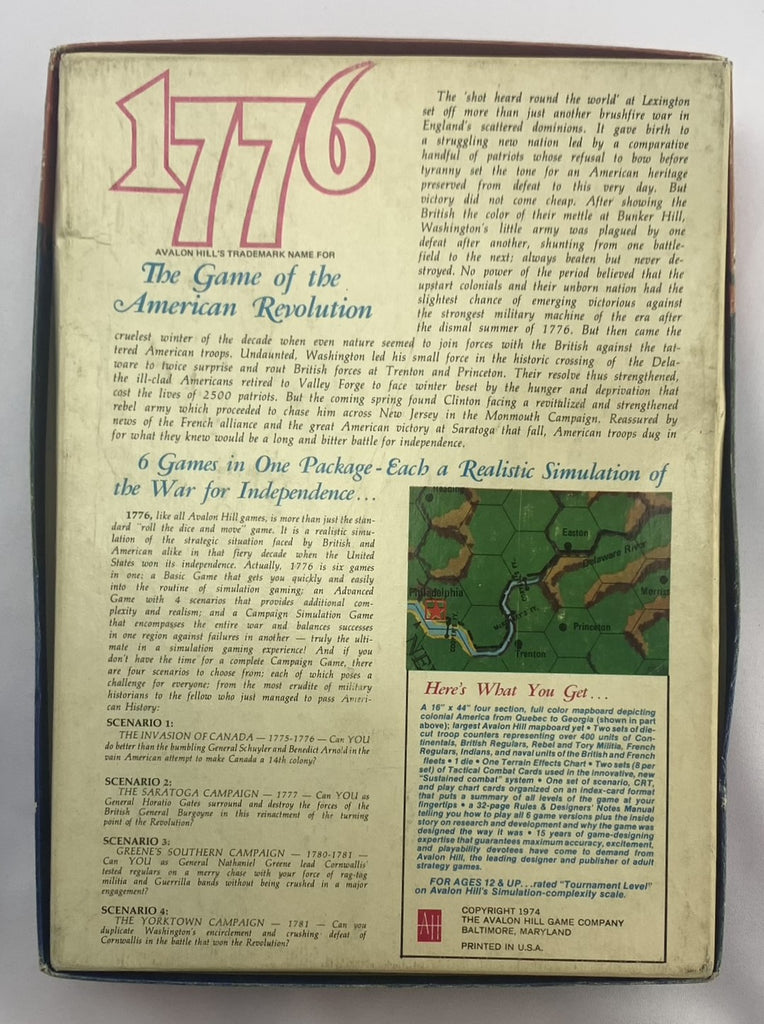 1776
AVALON HILL'S TRADEMARK NAME FOR
The Game of the
American Revolution
The 'shot heard round the world' at Lexington
set off more than just another brushfire war in
England's scattered dominions. It gave birth to
a struggling new nation led by a comparative
handful of patriots whose refusal to bow before
tyranny set the tone for an American heritage
preserved from defeat to this very day. But
victory did not come cheap. After showing the
British the color of their mettle at Bunker Hill,
Washington's little army was plagued by one
defeat after another, shunting from one battle-
field to the next; always beaten but never de-
stroyed. No power of the period believed that the
upstart colonials and their unborn nation had the
slightest chance of emerging victorious against
the strongest military machine of the era after
the dismal summer of 1776. But then came the
cruelest winter of the decade when even nature seemed to join forces with the British against the tat-
tered American troops. Undaunted, Washington led his small force in the historic crossing of the Dela-
ware to twice surprise and rout British forces at Trenton and Princeton. Their resolve thus strengthened,
the ill-clad Americans retired to Valley Forge to face winter beset by the hunger and deprivation that
cost the lives of 2500 patriots. But the coming spring found Clinton facing a revitilized and strengthened
rebel army which proceeded to chase him across New Jersey in the Monmouth Campaign. Reassured by
news of the French alliance and the great American victory at Saratoga that fall, American troops dug in
for what they knew would be a long and bitter battle for independence.
6 Games in One Package-Each a Realistic Simulation of
the War for Independence...
1776, like all Avalon Hill games, is more than just the stan-
dard "roll the dice and move" game. It is a realistic simu-
lation of the strategic situation faced by British and
American alike in that fiery decade when the United
States won its independence. Actually, 1776 is six games
in one; a Basic Game that gets you quickly and easily
into the routine of simulation gaming; an Advanced
Game with 4 scenarios that provides additional com-
plexity and realism; and a Campaign Simulation Game
that encompasses the entire war and balances successes
in one region against failures in another — truly the ulti-
mate in a simulation gaming experience! And if you
don't have the time for a complete Campaign Game, there
are four scenarios to choose from; each of which poses a
challenge for everyone; from the most erudite of military
historians to the fellow who just managed to pass Ameri-
can History:
SCENARIO 1:
THE INVASION OF CANADA — 1775-1776 — Can YOU
do better than the bumbling General Schuyler and Benedict Arnold in the
vain American attempt to make Canada a 14th colony?
SCENARIO 2:
THE SARATOGA CAMPAIGN — 1777 — Can YOU as
General Horatio Gates surround and destroy the forces of the
British General Burgoyne in this reinactment of the turning
point of the Revolution?
SCENARIO 3:
GREENE'S SOUTHERN CAMPAIGN — 1780-1781 —
Can YOU as General Nathaniel Greene lead Cornwallis'
tested regulars on a merry chase with your force of rag-tag
militia and Guerrilla bands without being crushed in a major
engagement?
SCENARIO 4:
THE YORKTOWN CAMPAIGN — 1781 — Can you
duplicate Washington's encirclement and crushing defeat of
Cornwallis in the battle that won the Revolution?
Reading
Easton
Delaware River
Philadelphia
Morris
Princeton
Trenton
NE
Here's What You Get...
A 16" x 44" four section, full color mapboard depicting
colonial America from Quebec to Georgia (shown in part
above); largest Avalon Hill mapboard yet • Two sets of die-
cut troop counters representing over 400 units of Con-
tinentals, British Regulars, Rebel and Tory Militia, French
Regulars, Indians, and naval units of the British and French
fleets • 1 die • One Terrain Effects Chart • Two sets (8 per
set) of Tactical Combat Cards used in the innovative, new
"Sustained combat" system • One set of scenario, CRT,
and play chart cards organized on an index-card format
that puts a summary of all levels of the game at your
fingertips • a 32-page Rules & Designers' Notes Manual
telling you how to play all 6 game versions plus the inside
story on research and development and why the game was
designed the way it was • 15 years of game-designing
expertise that guarantees maximum accuracy, excitement,
and playability devotees have come to demand from
Avalon Hill, the leading designer and publisher of adult
strategy games.
FOR AGES 12 & UP...rated "Tournament Level"
on Avalon Hill's Simulation-complexity scale.
AH
COPYRIGHT 1974
THE AVALON HILL GAME COMPANY
BALTIMORE, MARYLAND
PRINTED IN U.S.A.